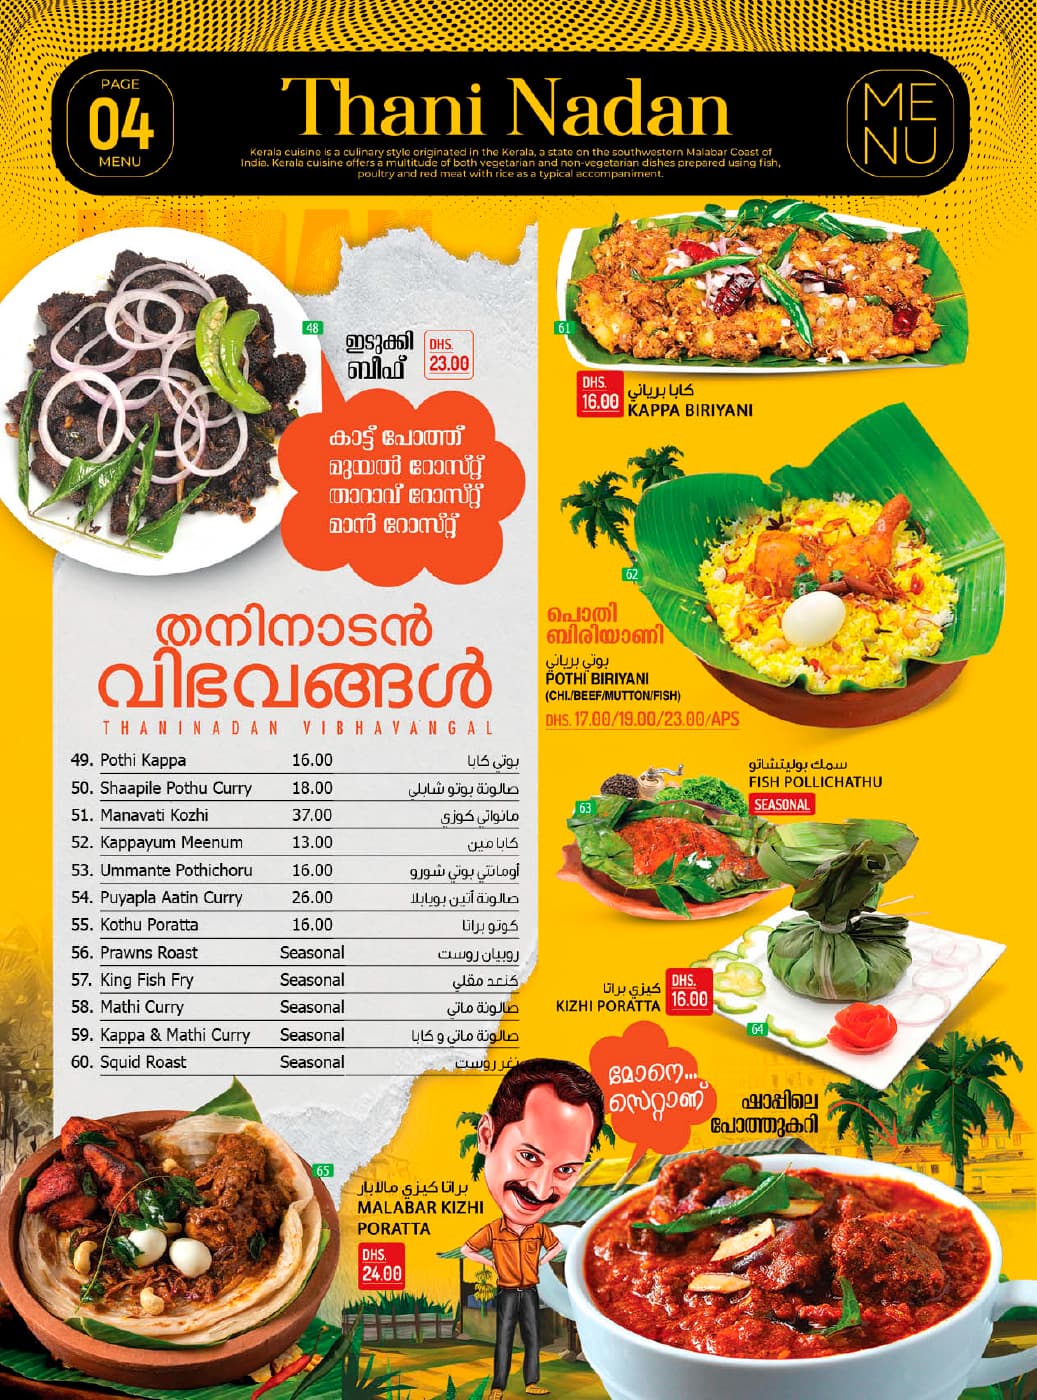 PAGE
04
MENU
Thani Nadan
Kerala cuisine is a culinary style originated in the Kerala, a state on the southwestern Malabar Coast of
India. Kerala cuisine offers a multitude of both vegetarian and non-vegetarian dishes prepared using fish,
poultry and red meat with rice as a typical accompaniment.
ME
NU
48
ഇടുക്കി
ബീഫ്
DHS.
23.00
കാട്ട് പോത്ത്
മുയൽ റോസ്റ്റ്
താറാവ് റോസ്റ്റ്
മാൻ റോസ്റ്റ്
61
DHS.
16.00
كابا برياني
KAPPA BIRIYANI
62
പൊതി
ബിരിയാണി
بوتي برياني
POTHI BIRIYANI
(CHI./BEEF/MUTTON/FISH)
DHS. 17.00/19.00/23.00/APS
തനിനാടൻ
വിഭവങ്ങൾ
THANINADAN VIBHAVANGAL
49. Pothi Kappa 16.00 بوتي كابا
50. Shaapile Pothu Curry 18.00 صالونة بوتو شابلي
51. Manavati Kozhi 37.00 مانواتي كوزي
52. Kappayum Meenum 13.00 كابا مين
53. Ummante Pothichoru 16.00 أومانتي بوتي شورو
54. Puyapla Aatin Curry 26.00 صالونة أتين بويابلا
55. Kothu Poratta 16.00 كوتو براتا
56. Prawns Roast Seasonal روبيان روست
57. King Fish Fry Seasonal كنعد مقلي
58. Mathi Curry Seasonal صالونة ماتي
59. Kappa & Mathi Curry Seasonal صالونة ماتي و كابا
60. Squid Roast Seasonal نغر روست
سمك بوليتشاتو
FISH POLLICHATHU
SEASONAL
63
كيزي براتا
KIZHI PORATTA
DHS.
16.00
64
മോനെ...
സെറ്റാണ്
ഷാപ്പിലെ
പോത്തുകറി
65
براتا كيزي مالابار
MALABAR KIZHI
PORATTA
DHS.
24.00